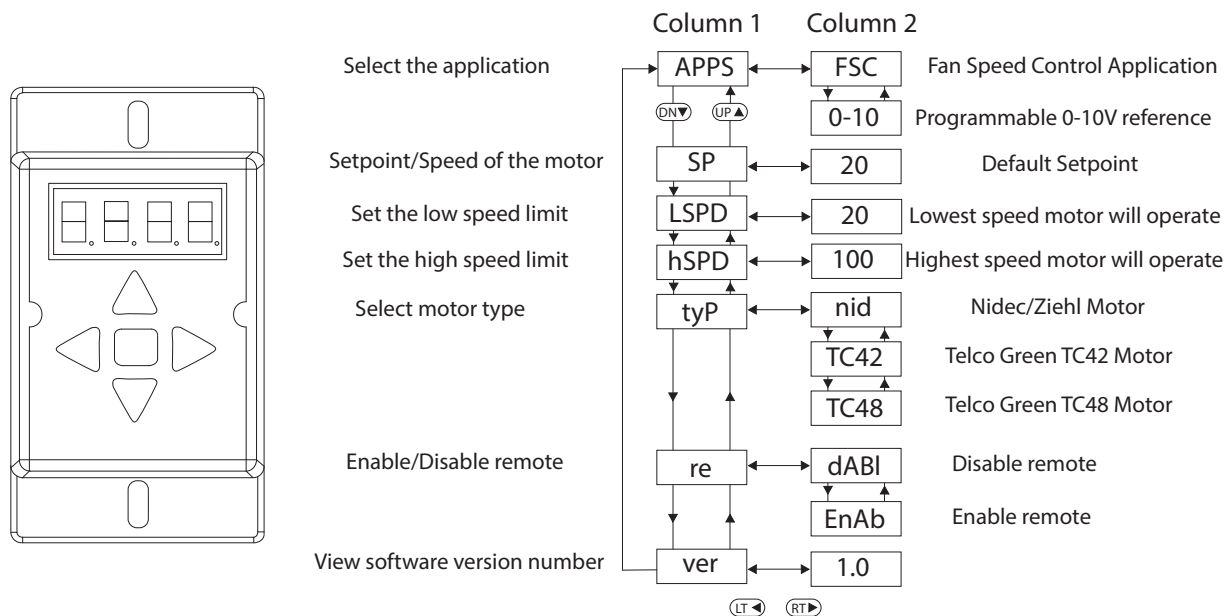 Column 1 Column 2
Select the application APPS FSC Fan Speed Control Application
DN▼ UP▲ 0-10 Programmable 0-10V reference
Setpoint/Speed of the motor SP 20 Default Setpoint
Set the low speed limit LSPD 20 Lowest speed motor will operate
Set the high speed limit hSPD 100 Highest speed motor will operate
Select motor type tyP nid Nidec/Ziehl Motor
TC42 Telco Green TC42 Motor
TC48 Telco Green TC48 Motor
Enable/Disable remote re dABl Disable remote
EnAb Enable remote
View software version number ver 1.0
LT◀ RT▶